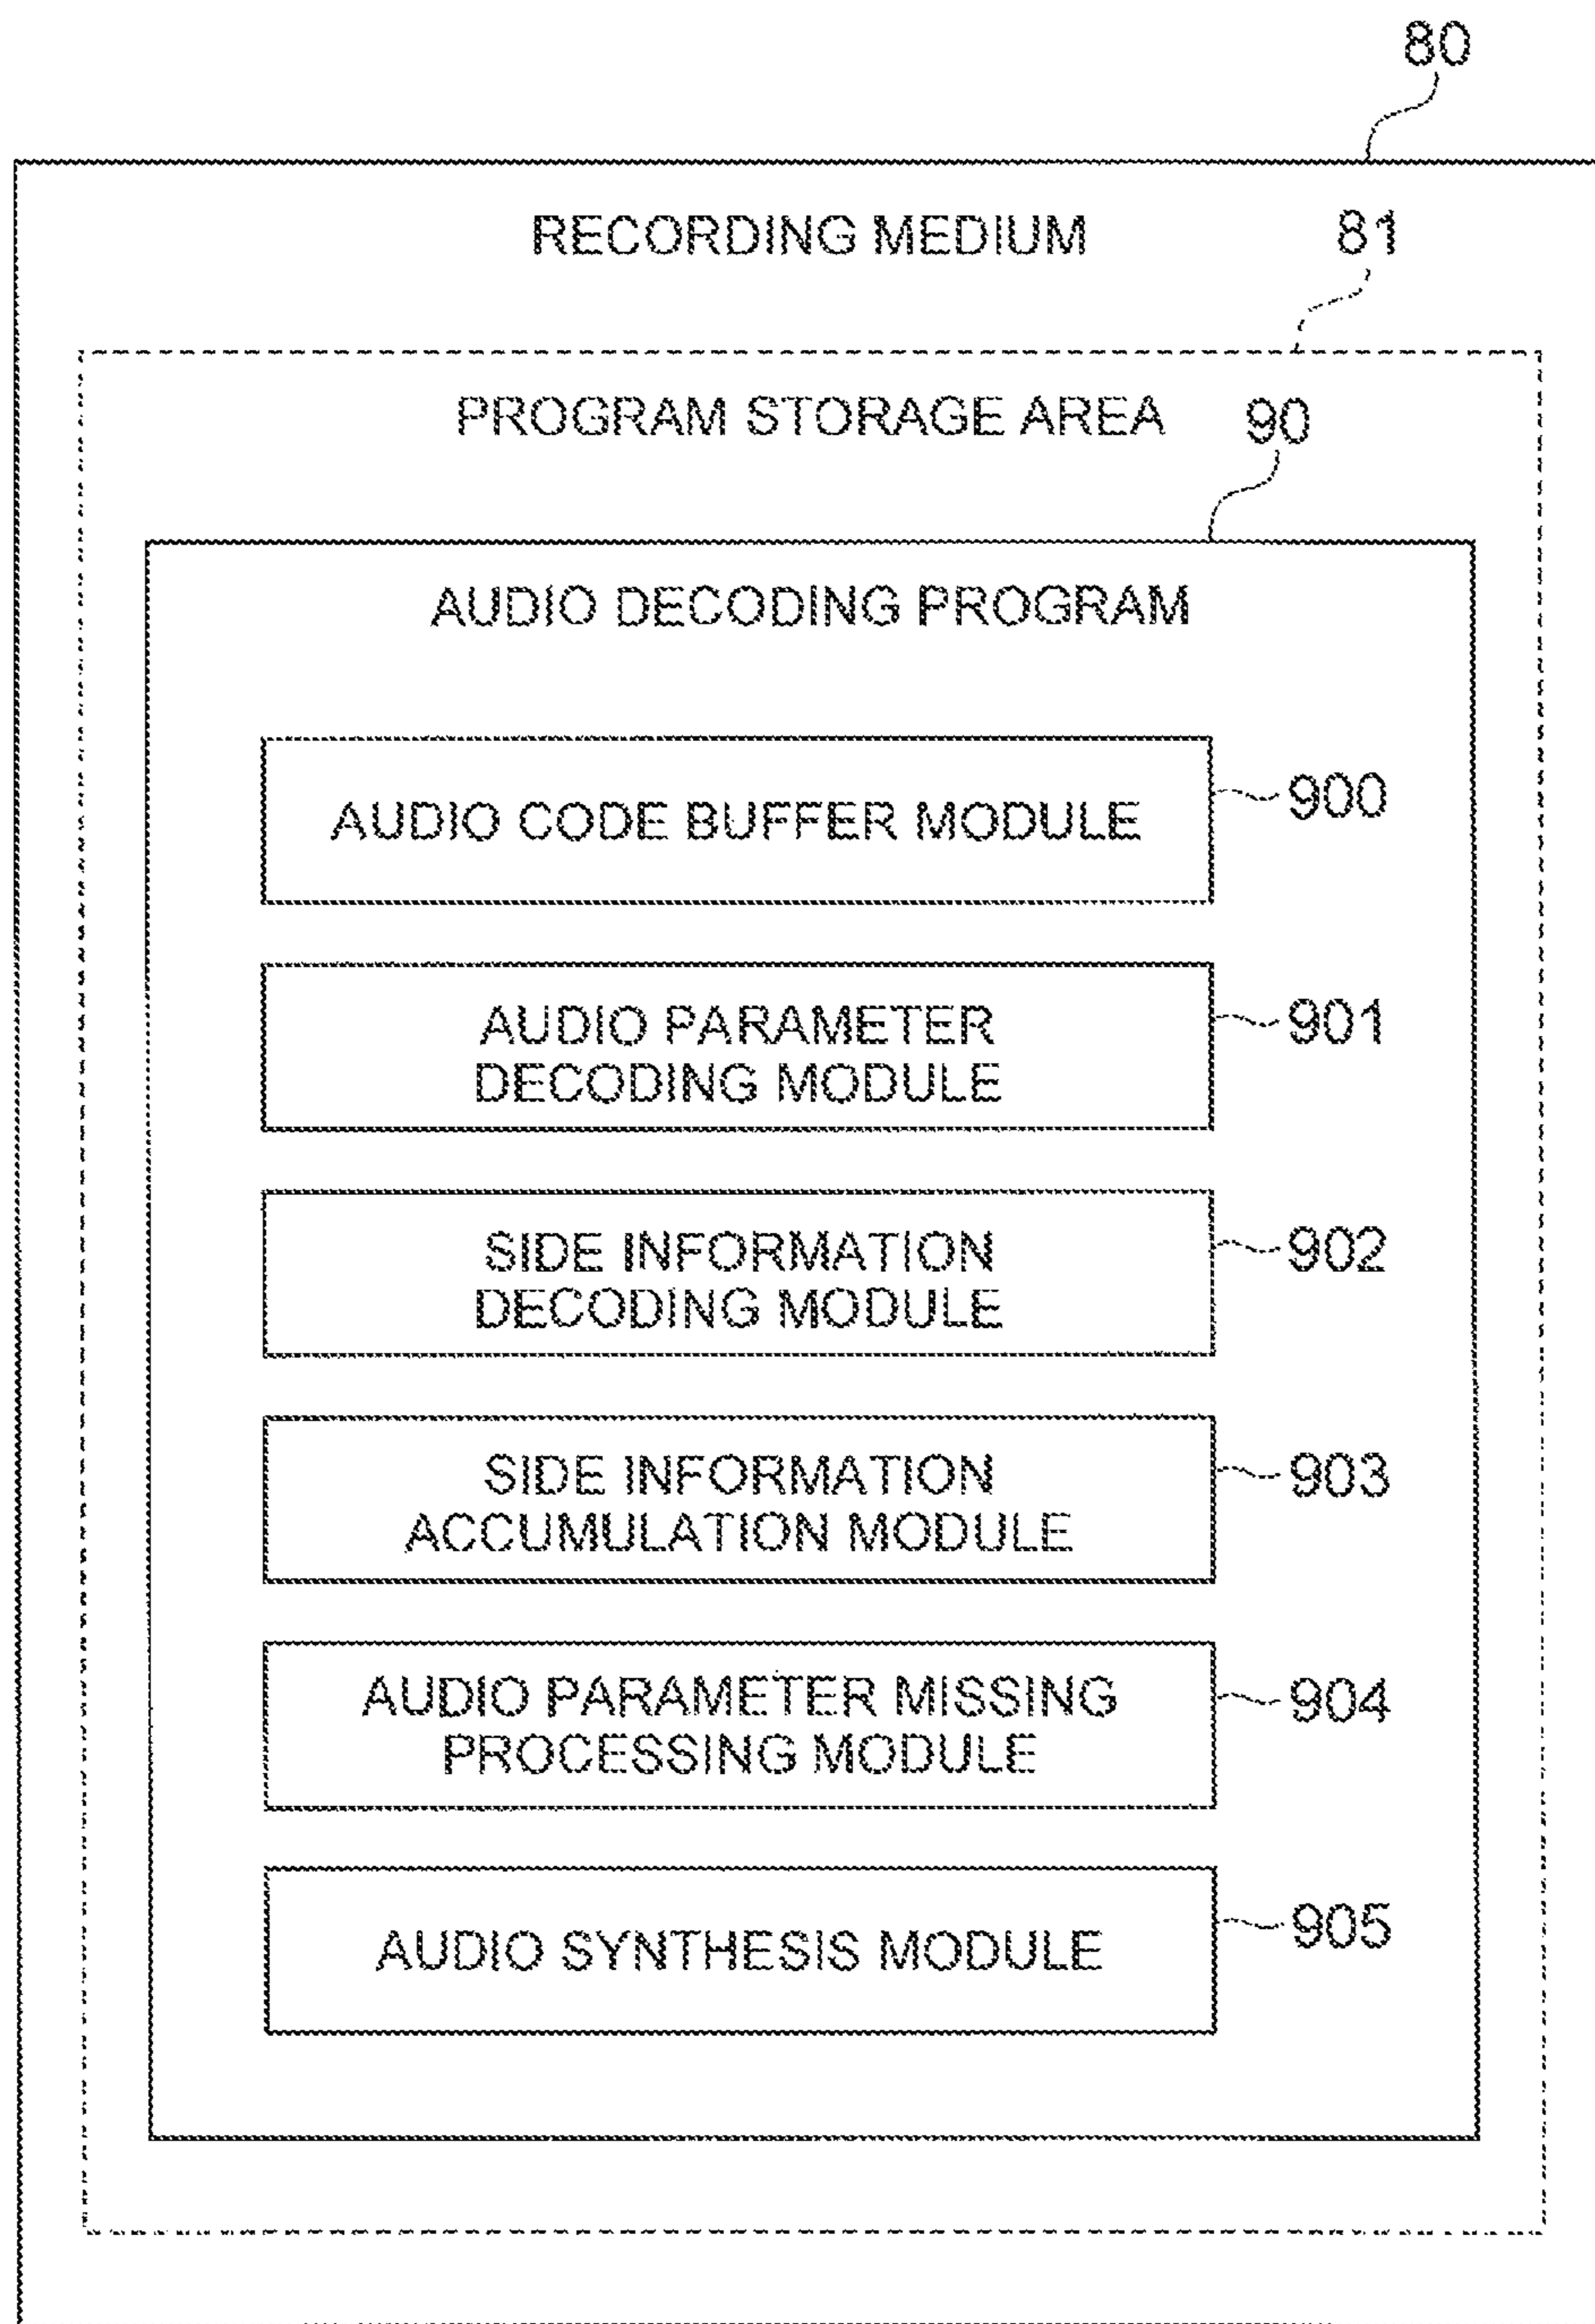 80
RECORDING MEDIUM
81
PROGRAM STORAGE AREA
90
AUDIO DECODING PROGRAM
AUDIO CODE BUFFER MODULE
900
AUDIO PARAMETER
DECODING MODULE
901
SIDE INFORMATION
DECODING MODULE
902
SIDE INFORMATION
ACCUMULATION MODULE
903
AUDIO PARAMETER MISSING
PROCESSING MODULE
904
AUDIO SYNTHESIS MODULE
905